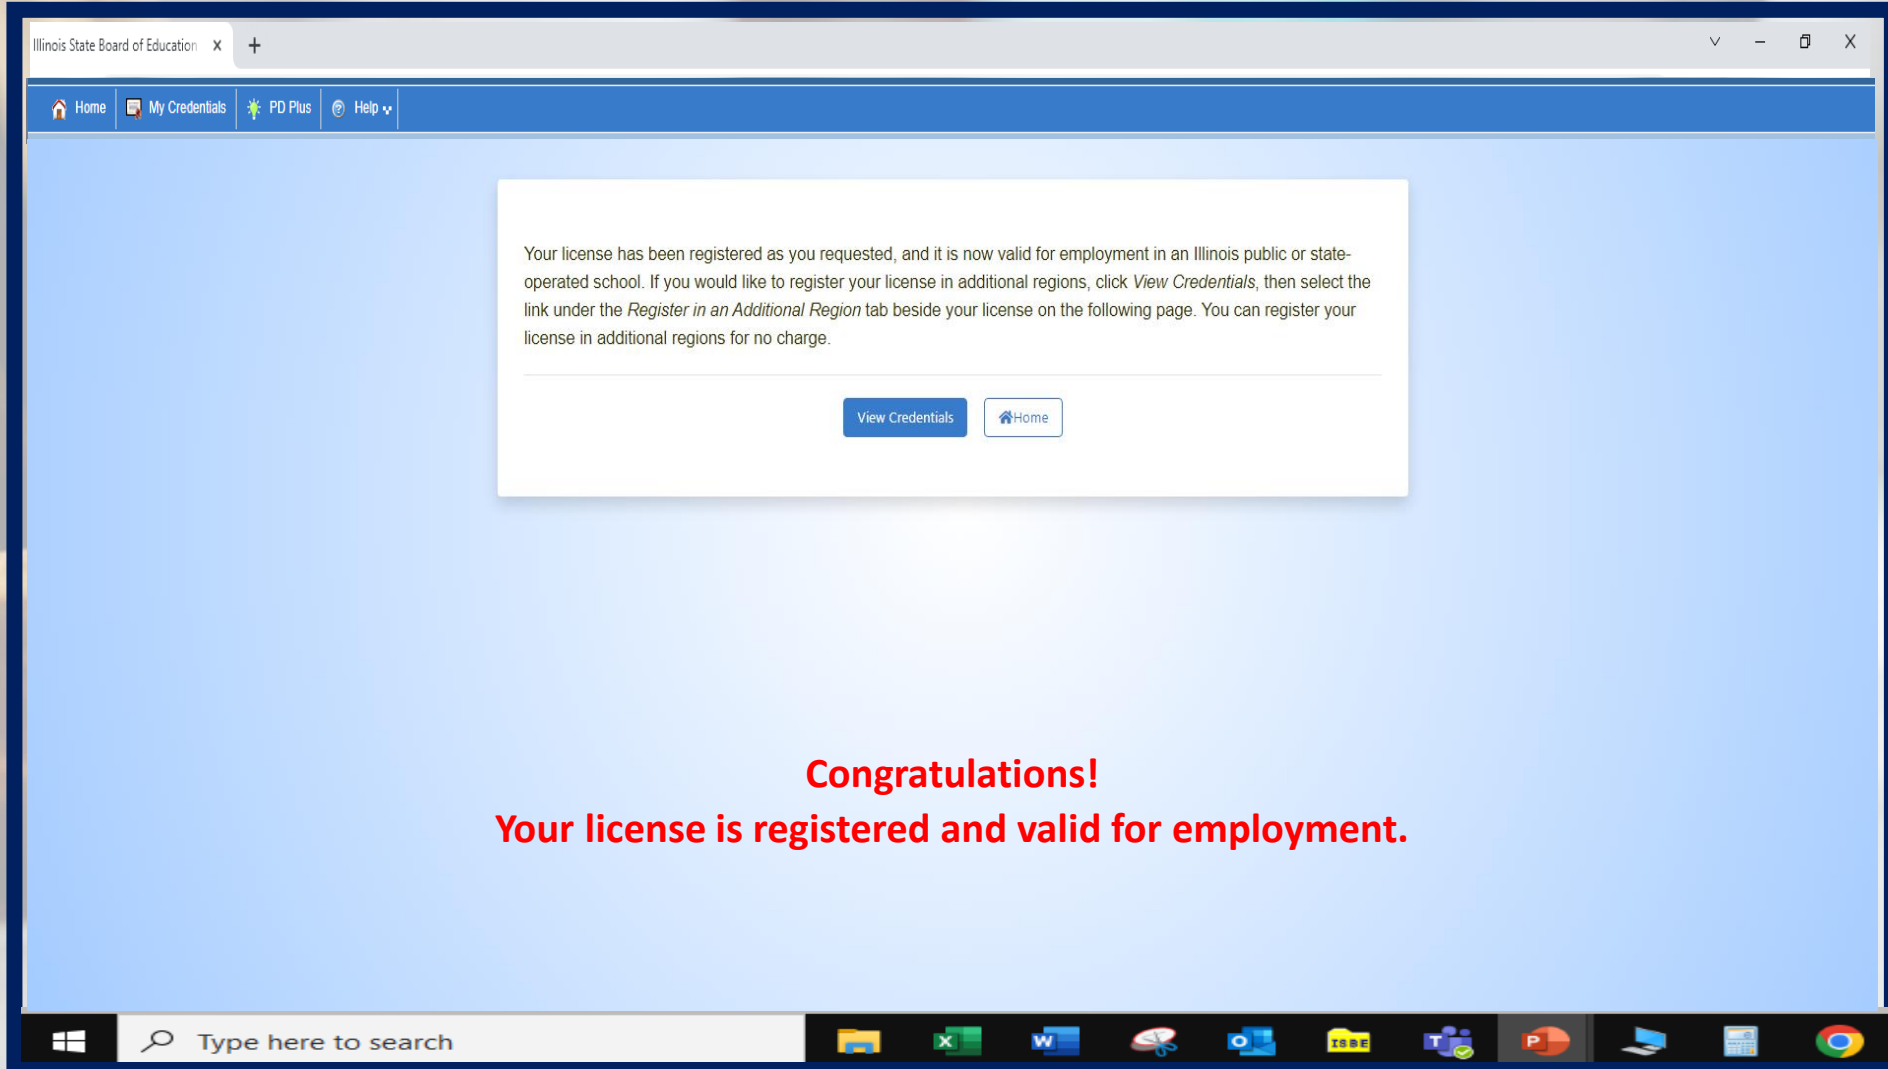 Illinois State Board of Education X +
Home My Credentials PD Plus Help
Your license has been registered as you requested, and it is now valid for employment in an Illinois public or state-
operated school. If you would like to register your license in additional regions, click View Credentials, then select the
link under the Register in an Additional Region tab beside your license on the following page. You can register your
license in additional regions for no charge.
View Credentials Home
Congratulations!
Your license is registered and valid for employment.
Type here to search
ISBE